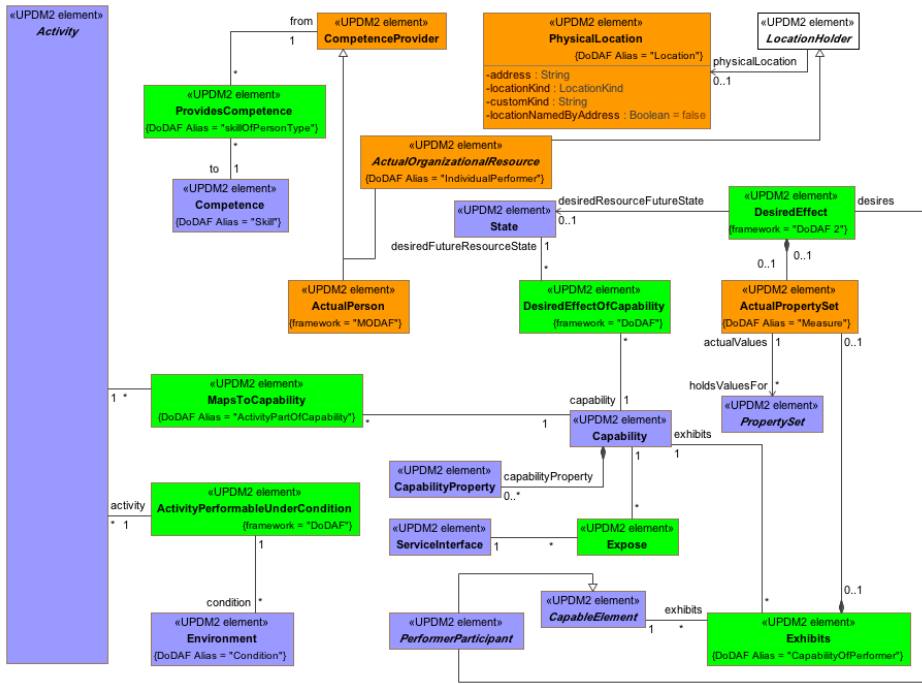 «UPDM2 element»
Activity
«UPDM2 element»
CompetenceProvider
from
1
*
«UPDM2 element»
ProvidesCompetence
{DoDAF Alias = "skillOfPersonType"}
*
to
1
«UPDM2 element»
Competence
{DoDAF Alias = "Skill"}
«UPDM2 element»
PhysicalLocation
{DoDAF Alias = "Location"}
-address : String
-locationKind : LocationKind
-customKind : String
-locationNamedByAddress : Boolean = false
«UPDM2 element»
LocationHolder
physicalLocation
0..1
«UPDM2 element»
ActualOrganizationalResource
{DoDAF Alias = "IndividualPerformer"}
«UPDM2 element»
ActualPerson
{framework = "MODAF"}
«UPDM2 element»
State
desiredResourceFutureState
0..1
«UPDM2 element»
DesiredEffect
{framework = "DoDAF 2"}
desires
desiredFutureResourceState
1
*
0..1
0..1
«UPDM2 element»
DesiredEffectOfCapability
{framework = "DoDAF"}
*
«UPDM2 element»
ActualPropertySet
{DoDAF Alias = "Measure"}
actualValues
1
0..1
holdsValuesFor
*
«UPDM2 element»
PropertySet
1
*
«UPDM2 element»
MapsToCapability
{DoDAF Alias = "ActivityPartOfCapability"}
*
1
capability
1
«UPDM2 element»
Capability
exhibits
1
1
capabilityProperty
0..*
«UPDM2 element»
CapabilityProperty
*
activity
*
1
«UPDM2 element»
ActivityPerformableUnderCondition
{framework = "DoDAF"}
1
condition
*
«UPDM2 element»
Environment
{DoDAF Alias = "Condition"}
«UPDM2 element»
ServiceInterface
1
*
«UPDM2 element»
Expose
«UPDM2 element»
PerformerParticipant
«UPDM2 element»
CapableElement
exhibits
1
*
*
0..1
«UPDM2 element»
Exhibits
{DoDAF Alias = "CapabilityOfPerformer"}